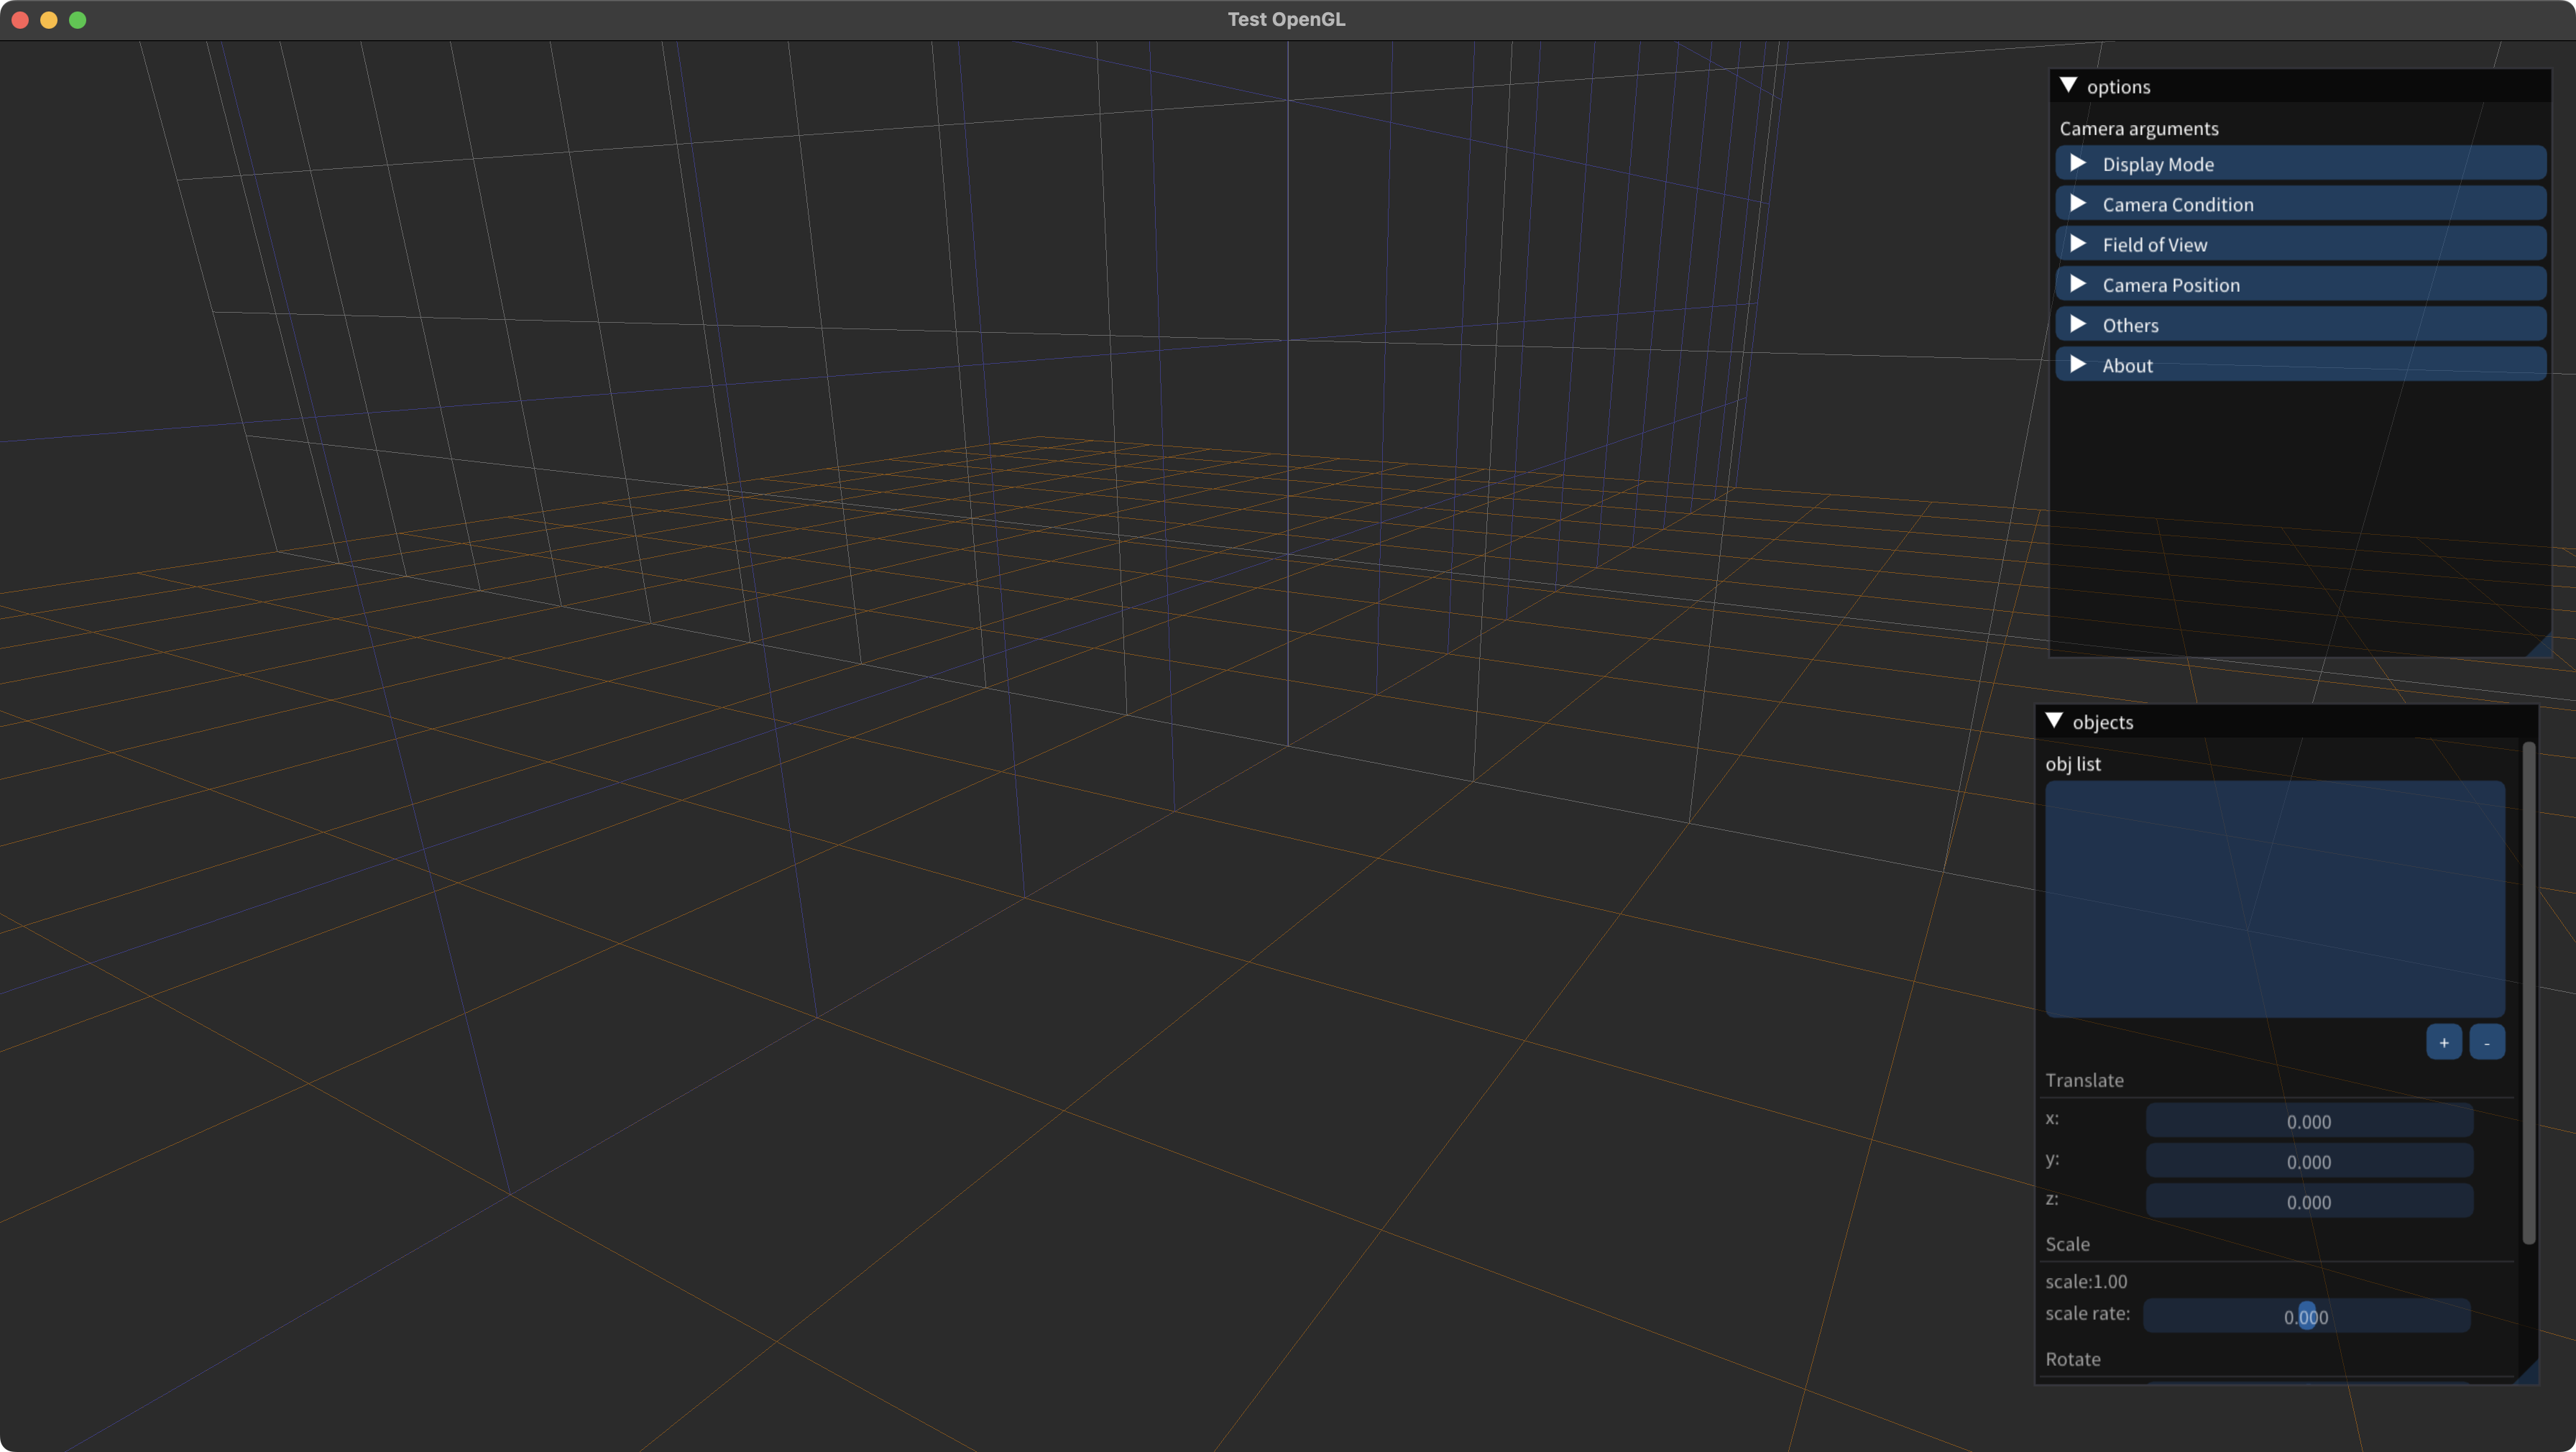 Test OpenGL
options
Camera arguments
Display Mode
Camera Condition
Field of View
Camera Position
Others
About
objects
obj list
+ -
Translate
x: 0.000
y: 0.000
z: 0.000
Scale
scale:1.00
scale rate: 0.000
Rotate